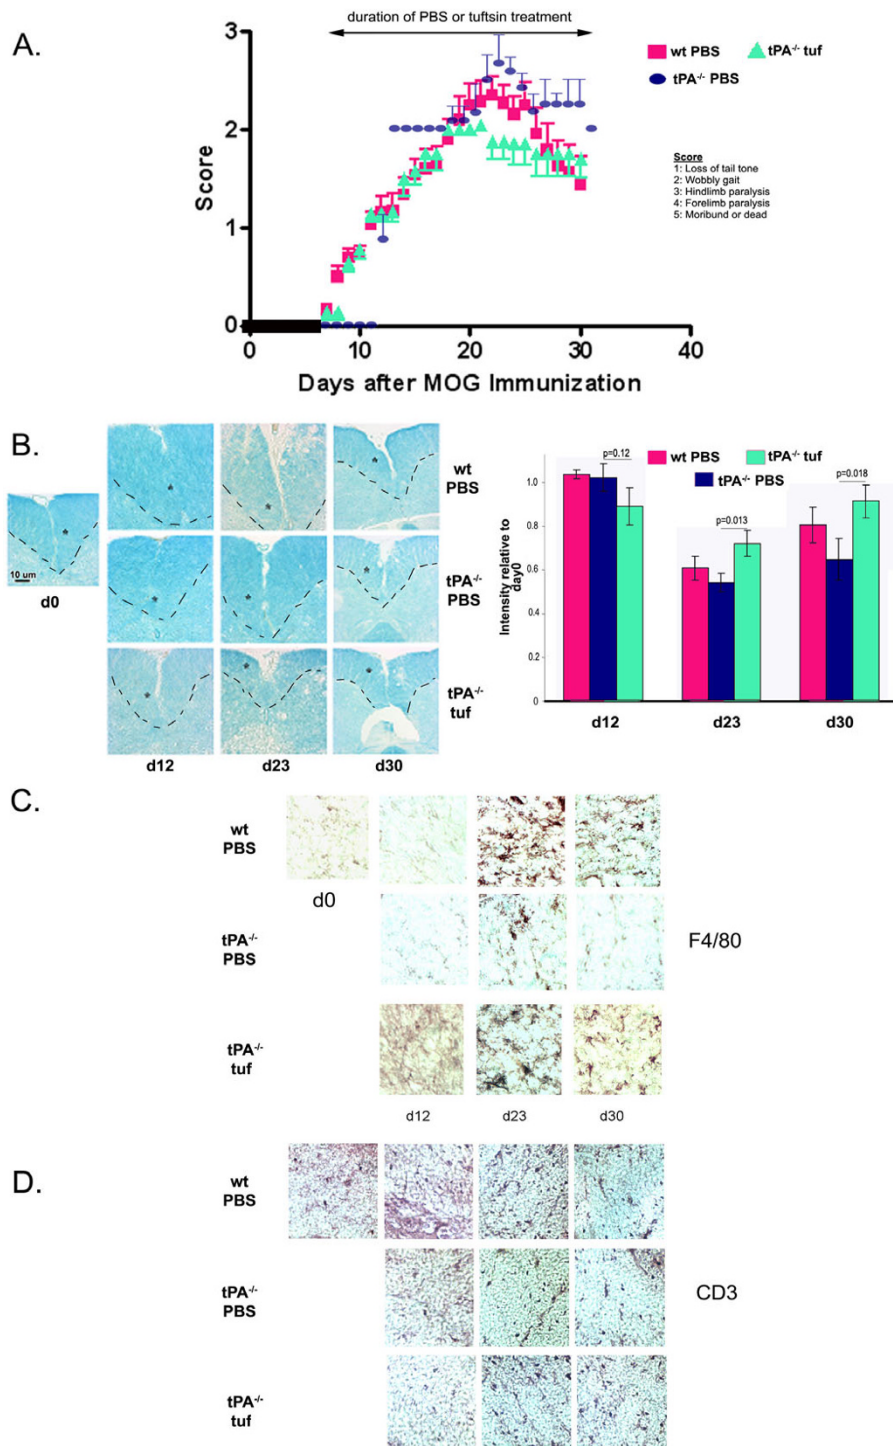 A.
duration of PBS or tuftsin treatment
wt PBS
tPA⁻/⁻ tuf
tPA⁻/⁻ PBS
Score
1: Loss of tail tone
2: Wobbly gait
3: Hindlimb paralysis
4: Forelimb paralysis
5: Moribund or dead
Score
3
2
1
0
0 10 20 30 40
Days after MOG Immunization
B.
wt
PBS
10 um
d0
tPA⁻/⁻
PBS
tPA⁻/⁻
tuf
d12 d23 d30
wt PBS
tPA⁻/⁻ tuf
tPA⁻/⁻ PBS
p=0.12
p=0.013
p=0.018
Intensity relative to
day0
1.0
0.8
0.6
0.4
0.2
0
d12 d23 d30
C.
wt
PBS
d0
tPA⁻/⁻
PBS
F4/80
tPA⁻/⁻
tuf
d12 d23 d30
D.
wt
PBS
tPA⁻/⁻
PBS
CD3
tPA⁻/⁻
tuf